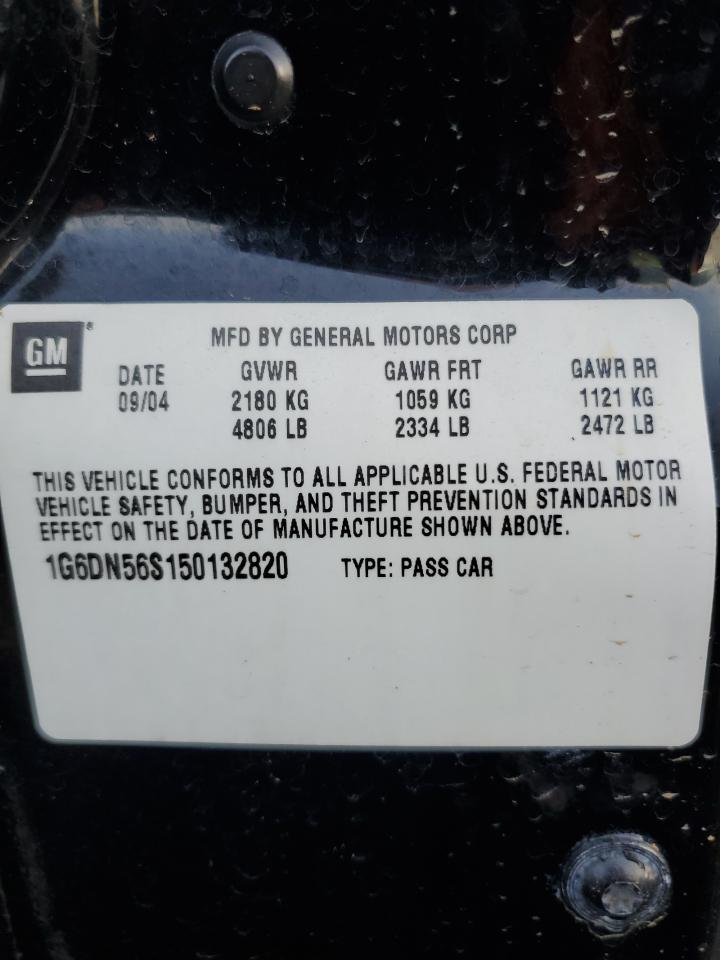 GM®
MFD BY GENERAL MOTORS CORP
DATE GVWR GAWR FRT GAWR RR
09/04 2180 KG 1059 KG 1121 KG
4806 LB 2334 LB 2472 LB
THIS VEHICLE CONFORMS TO ALL APPLICABLE U.S. FEDERAL MOTOR
VEHICLE SAFETY, BUMPER, AND THEFT PREVENTION STANDARDS IN
EFFECT ON THE DATE OF MANUFACTURE SHOWN ABOVE.
1G6DN56S150132820 TYPE: PASS CAR